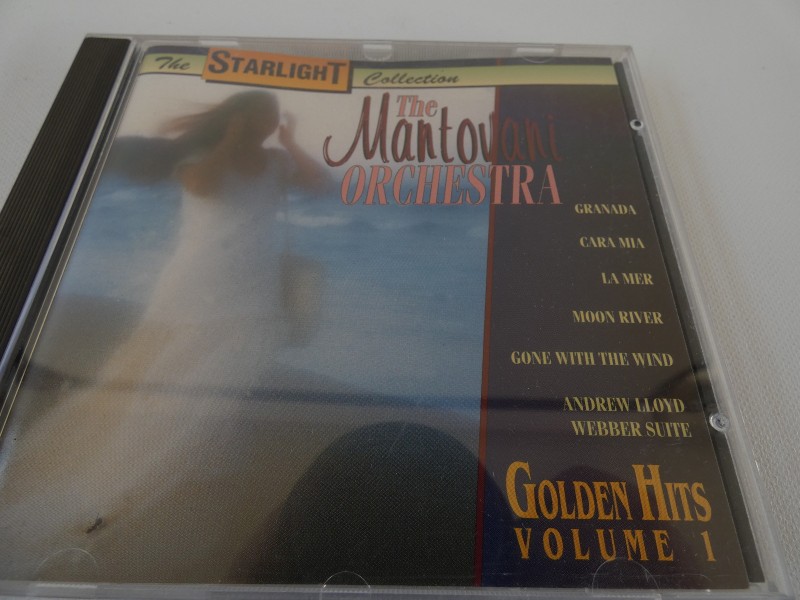 The STARLIGHT Collection
The
Mantovani
ORCHESTRA
GRANADA
CARA MIA
LA MER
MOON RIVER
GONE WITH THE WIND
ANDREW LLOYD
WEBBER SUITE
GOLDEN HITS
VOLUME 1